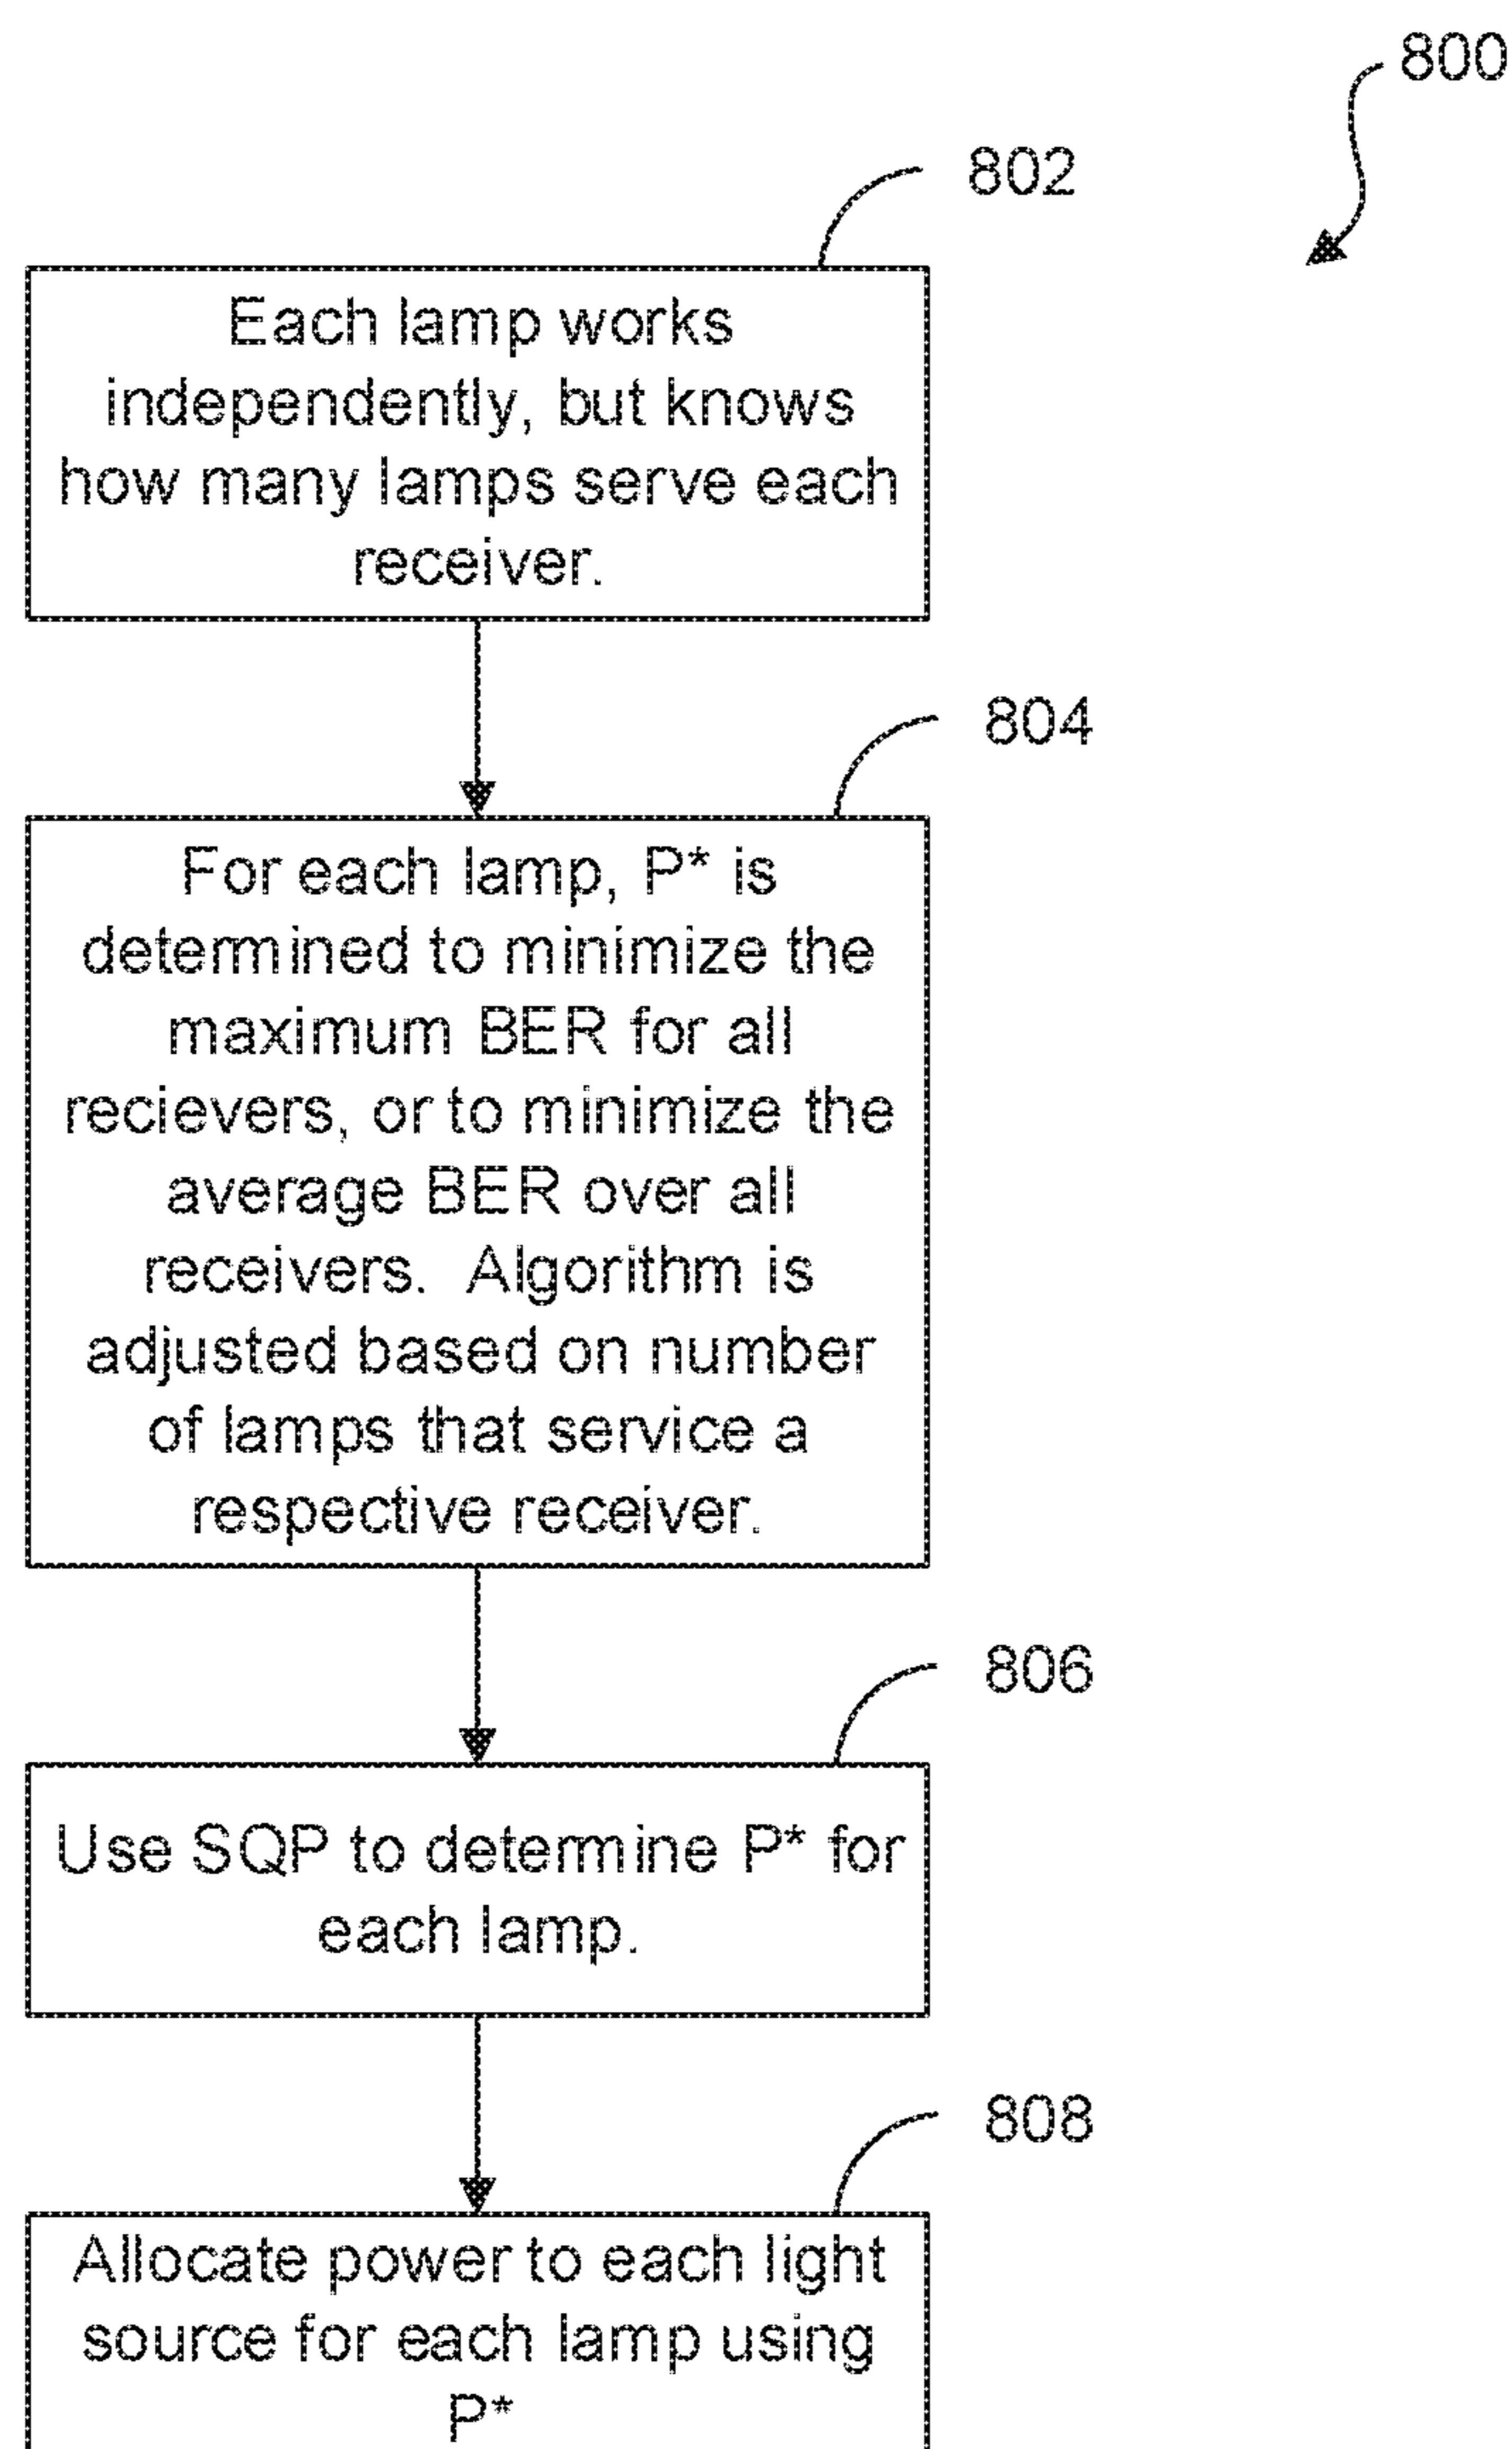 800
802
Each lamp works
independently, but knows
how many lamps serve each
receiver.
804
For each lamp, P* is
determined to minimize the
maximum BER for all
recievers, or to minimize the
average BER over all
receivers. Algorithm is
adjusted based on number
of lamps that service a
respective receiver.
806
Use SQP to determine P* for
each lamp.
808
Allocate power to each light
source for each lamp using
P*